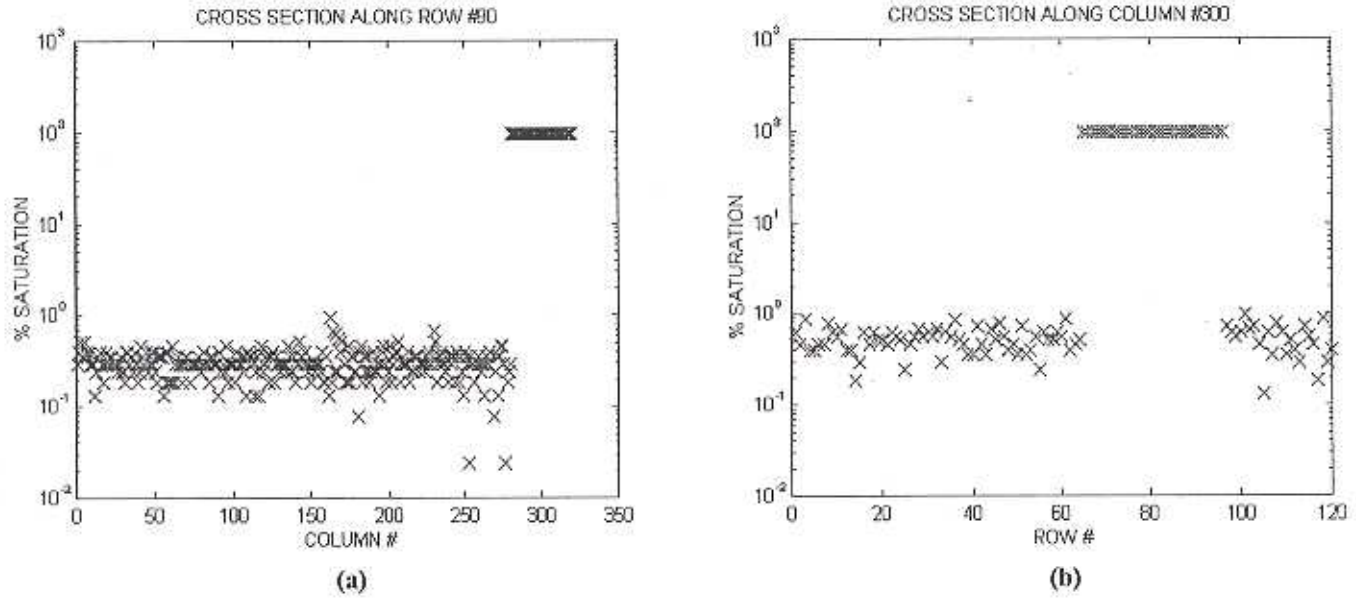 CROSS SECTION ALONG ROW #90
CROSS SECTION ALONG COLUMN #300
10³
10²
10¹
10⁰
10⁻¹
10⁻²
% SATURATION
0 50 100 150 200 250 300 350
COLUMN #
(a)
10³
10²
10¹
10⁰
10⁻¹
10⁻²
% SATURATION
0 20 40 60 80 100 120
ROW #
(b)